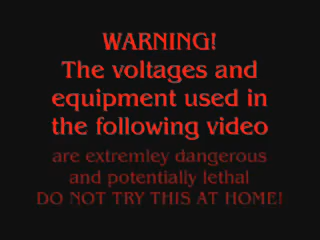 WARNING!
The voltages and
equipment used in
the following video
are extremley dangerous
and potentially lethal
DO NOT TRY THIS AT HOME!